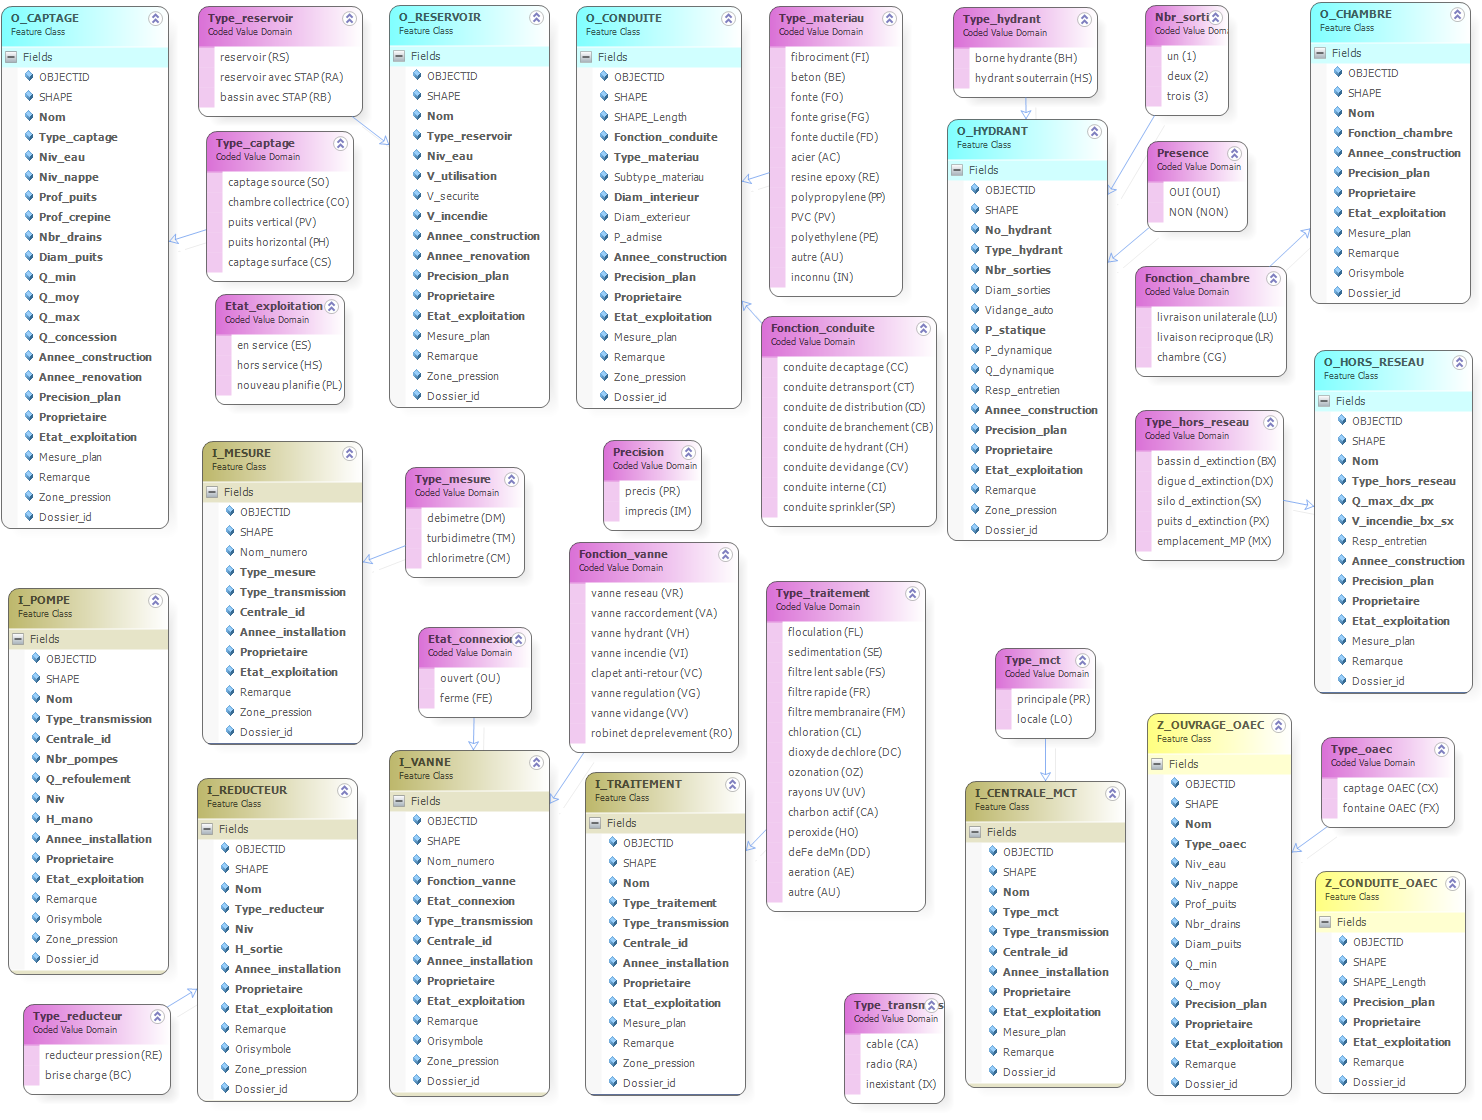 O_CAPTAGE
Feature Class
Fields
OBJECTID
SHAPE
Nom
Type_captage
Niv_eau
Niv_nappe
Prof_puits
Prof_crepine
Nbr_drains
Diam_puits
Q_min
Q_moy
Q_max
Q_concession
Annee_construction
Annee_renovation
Precision_plan
Proprietaire
Etat_exploitation
Mesure_plan
Remarque
Zone_pression
Dossier_id
Type_reservoir
Coded Value Domain
reservoir (RS)
reservoir avec STAP (RA)
bassin avec STAP (RB)
Type_captage
Coded Value Domain
captage source (SO)
chambre collectrice (CO)
puits vertical (PV)
puits horizontal (PH)
captage surface (CS)
Etat_exploitation
Coded Value Domain
en service (ES)
hors service (HS)
nouveau planifie (PL)
O_RESERVOIR
Feature Class
Fields
OBJECTID
SHAPE
Nom
Type_reservoir
Niv_eau
V_utilisation
V_securite
V_incendie
Annee_construction
Annee_renovation
Precision_plan
Proprietaire
Etat_exploitation
Mesure_plan
Remarque
Zone_pression
Dossier_id
O_CONDUITE
Feature Class
Fields
OBJECTID
SHAPE
SHAPE_Length
Fonction_conduite
Type_materiau
Subtype_materiau
Diam_interieur
Diam_exterieur
P_admise
Annee_construction
Precision_plan
Proprietaire
Etat_exploitation
Mesure_plan
Remarque
Zone_pression
Dossier_id
Type_materiau
Coded Value Domain
fibrociment (FI)
beton (BE)
fonte (FO)
fonte grise (FG)
fonte ductile (FD)
acier (AC)
resine epoxy (RE)
polypropylene (PP)
PVC (PV)
polyethylene (PE)
autre (AU)
inconnu (IN)
Fonction_conduite
Coded Value Domain
conduite de captage (CC)
conduite de transport (CT)
conduite de distribution (CD)
conduite de branchement (CB)
conduite de hydrant (CH)
conduite de vidange (CV)
conduite interne (CI)
conduite sprinkler (SP)
Type_hydrant
Coded Value Domain
borne hydrante (BH)
hydrant souterrain (HS)
O_HYDRANT
Feature Class
Fields
OBJECTID
SHAPE
No_hydrant
Type_hydrant
Nbr_sorties
Diam_sorties
Vidange_auto
P_statique
P_dynamique
Q_dynamique
Resp_entretien
Annee_construction
Precision_plan
Proprietaire
Etat_exploitation
Remarque
Zone_pression
Dossier_id
Nbr_sorti
Coded Value Dom
un (1)
deux (2)
trois (3)
Presence
Coded Value Domain
OUI (OUI)
NON (NON)
Fonction_chambre
Coded Value Domain
livraison unilaterale (LU)
livaison reciproque (LR)
chambre (CG)
O_CHAMBRE
Feature Class
Fields
OBJECTID
SHAPE
Nom
Fonction_chambre
Annee_construction
Precision_plan
Proprietaire
Etat_exploitation
Mesure_plan
Remarque
Orisymbole
Dossier_id
Type_hors_reseau
Coded Value Domain
bassin d_extinction (BX)
digue d_extinction (DX)
silo d_extinction (SX)
puits d_extinction (PX)
emplacement_MP (MX)
O_HORS_RESEAU
Feature Class
Fields
OBJECTID
SHAPE
Nom
Type_hors_reseau
Q_max_dx_px
V_incendie_bx_sx
Resp_entretien
Annee_construction
Precision_plan
Proprietaire
Etat_exploitation
Mesure_plan
Remarque
Dossier_id
I_MESURE
Feature Class
Fields
OBJECTID
SHAPE
Nom_numero
Type_mesure
Type_transmission
Centrale_id
Annee_installation
Proprietaire
Etat_exploitation
Remarque
Zone_pression
Dossier_id
Type_mesure
Coded Value Domain
debimetre (DM)
turbidimetre (TM)
chlorimetre (CM)
Precision
Coded Value Domain
precis (PR)
imprecis (IM)
I_POMPE
Feature Class
Fields
OBJECTID
SHAPE
Nom
Type_transmission
Centrale_id
Nbr_pompes
Q_refoulement
Niv
H_mano
Annee_installation
Proprietaire
Etat_exploitation
Remarque
Orisymbole
Zone_pression
Dossier_id
Type_reducteur
Coded Value Domain
reducteur pression (RE)
brise charge (BC)
I_REDUCTEUR
Feature Class
Fields
OBJECTID
SHAPE
Nom
Type_reducteur
Niv
H_sortie
Annee_installation
Proprietaire
Etat_exploitation
Remarque
Orisymbole
Zone_pression
Dossier_id
Etat_connexion
Coded Value Domain
ouvert (OU)
ferme (FE)
I_VANNE
Feature Class
Fields
OBJECTID
SHAPE
Nom_numero
Fonction_vanne
Etat_connexion
Type_transmission
Centrale_id
Annee_installation
Proprietaire
Etat_exploitation
Remarque
Orisymbole
Zone_pression
Dossier_id
Fonction_vanne
Coded Value Domain
vanne reseau (VR)
vanne raccordement (VA)
vanne hydrant (VH)
vanne incendie (VI)
clapet anti-retour (VC)
vanne regulation (VG)
vanne vidange (VV)
robinet de prelevement (RO)
I_TRAITEMENT
Feature Class
Fields
OBJECTID
SHAPE
Nom
Type_traitement
Type_transmission
Centrale_id
Annee_installation
Proprietaire
Etat_exploitation
Mesure_plan
Remarque
Zone_pression
Dossier_id
Type_traitement
Coded Value Domain
floculation (FL)
sedimentation (SE)
filtre lent sable (FS)
filtre rapide (FR)
filtre membranaire (FM)
chloration (CL)
dioxyde de chlore (DC)
ozonation (OZ)
rayons UV (UV)
charbon actif (CA)
peroxide (HO)
deFe deMn (DD)
aeration (AE)
autre (AU)
Type_transmis
Coded Value Domain
cable (CA)
radio (RA)
inexistant (IX)
Type_mct
Coded Value Domain
principale (PR)
locale (LO)
I_CENTRALE_MCT
Feature Class
Fields
OBJECTID
SHAPE
Nom
Type_mct
Type_transmission
Centrale_id
Annee_installation
Proprietaire
Etat_exploitation
Mesure_plan
Remarque
Dossier_id
Z_OUVRAGE_OAEC
Feature Class
Fields
OBJECTID
SHAPE
Nom
Type_oaec
Niv_eau
Niv_nappe
Prof_puits
Nbr_drains
Diam_puits
Q_min
Q_moy
Precision_plan
Proprietaire
Etat_exploitation
Remarque
Dossier_id
Type_oaec
Coded Value Domain
captage OAEC (CX)
fontaine OAEC (FX)
Z_CONDUITE_OAEC
Feature Class
Fields
OBJECTID
SHAPE
SHAPE_Length
Precision_plan
Proprietaire
Etat_exploitation
Remarque
Dossier_id